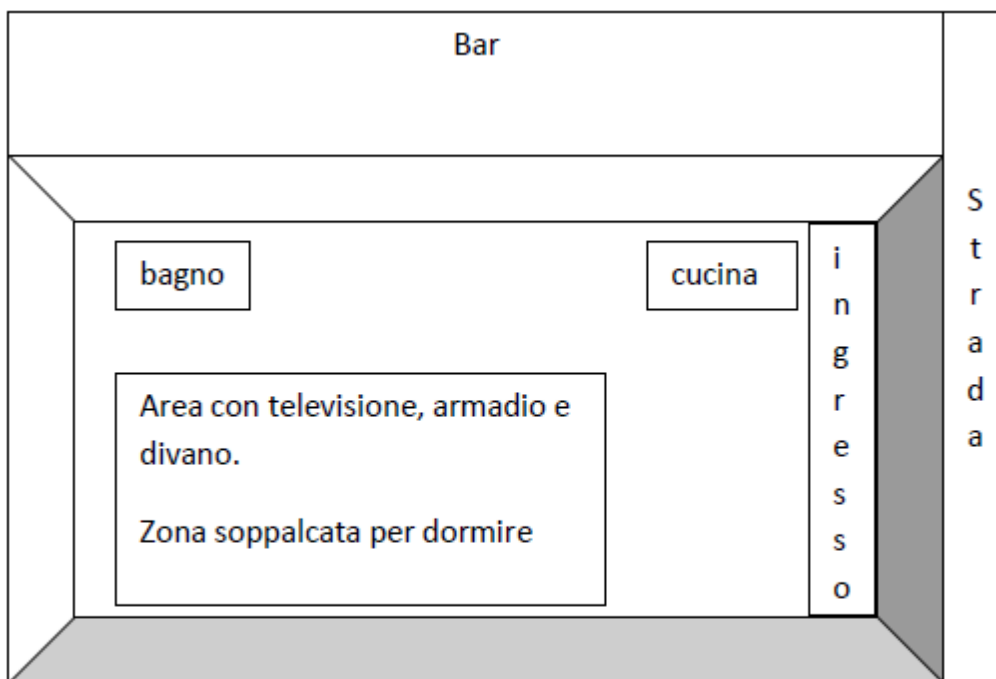 Bar
bagno
cucina
ingresso
Strada
Area con televisione, armadio e
divano.
Zona soppalcata per dormire